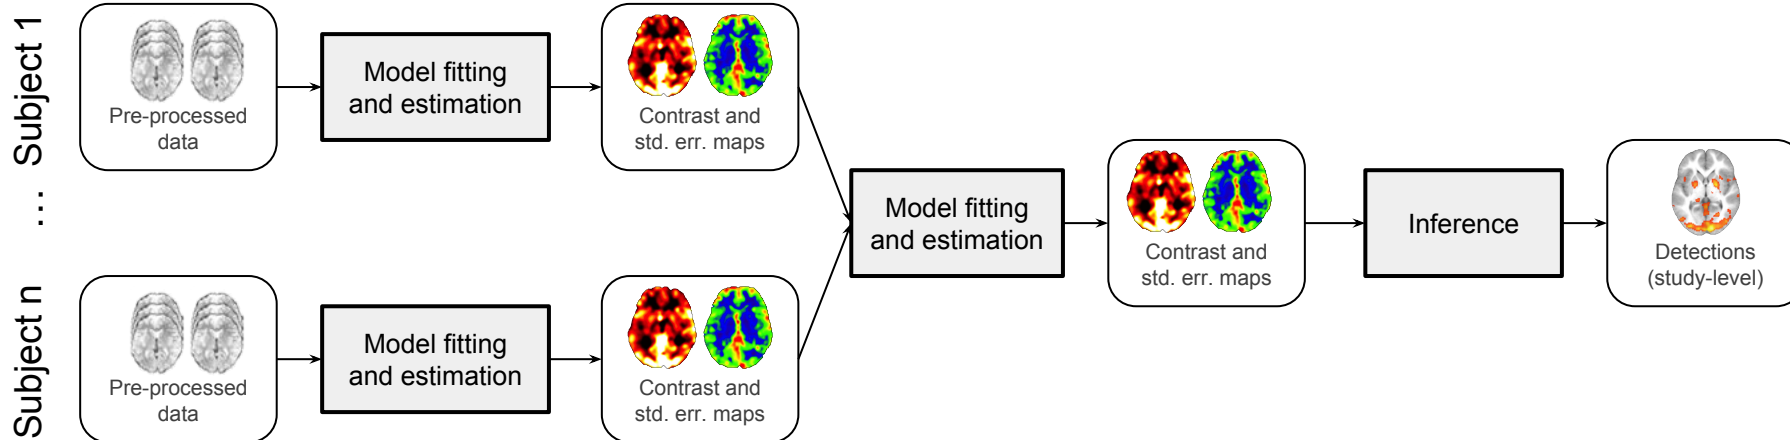 Subject 1
Pre-processed
data
Model fitting
and estimation
Contrast and
std. err. maps
...
Model fitting
and estimation
Contrast and
std. err. maps
Inference
Detections
(study-level)
Subject n
Pre-processed
data
Model fitting
and estimation
Contrast and
std. err. maps